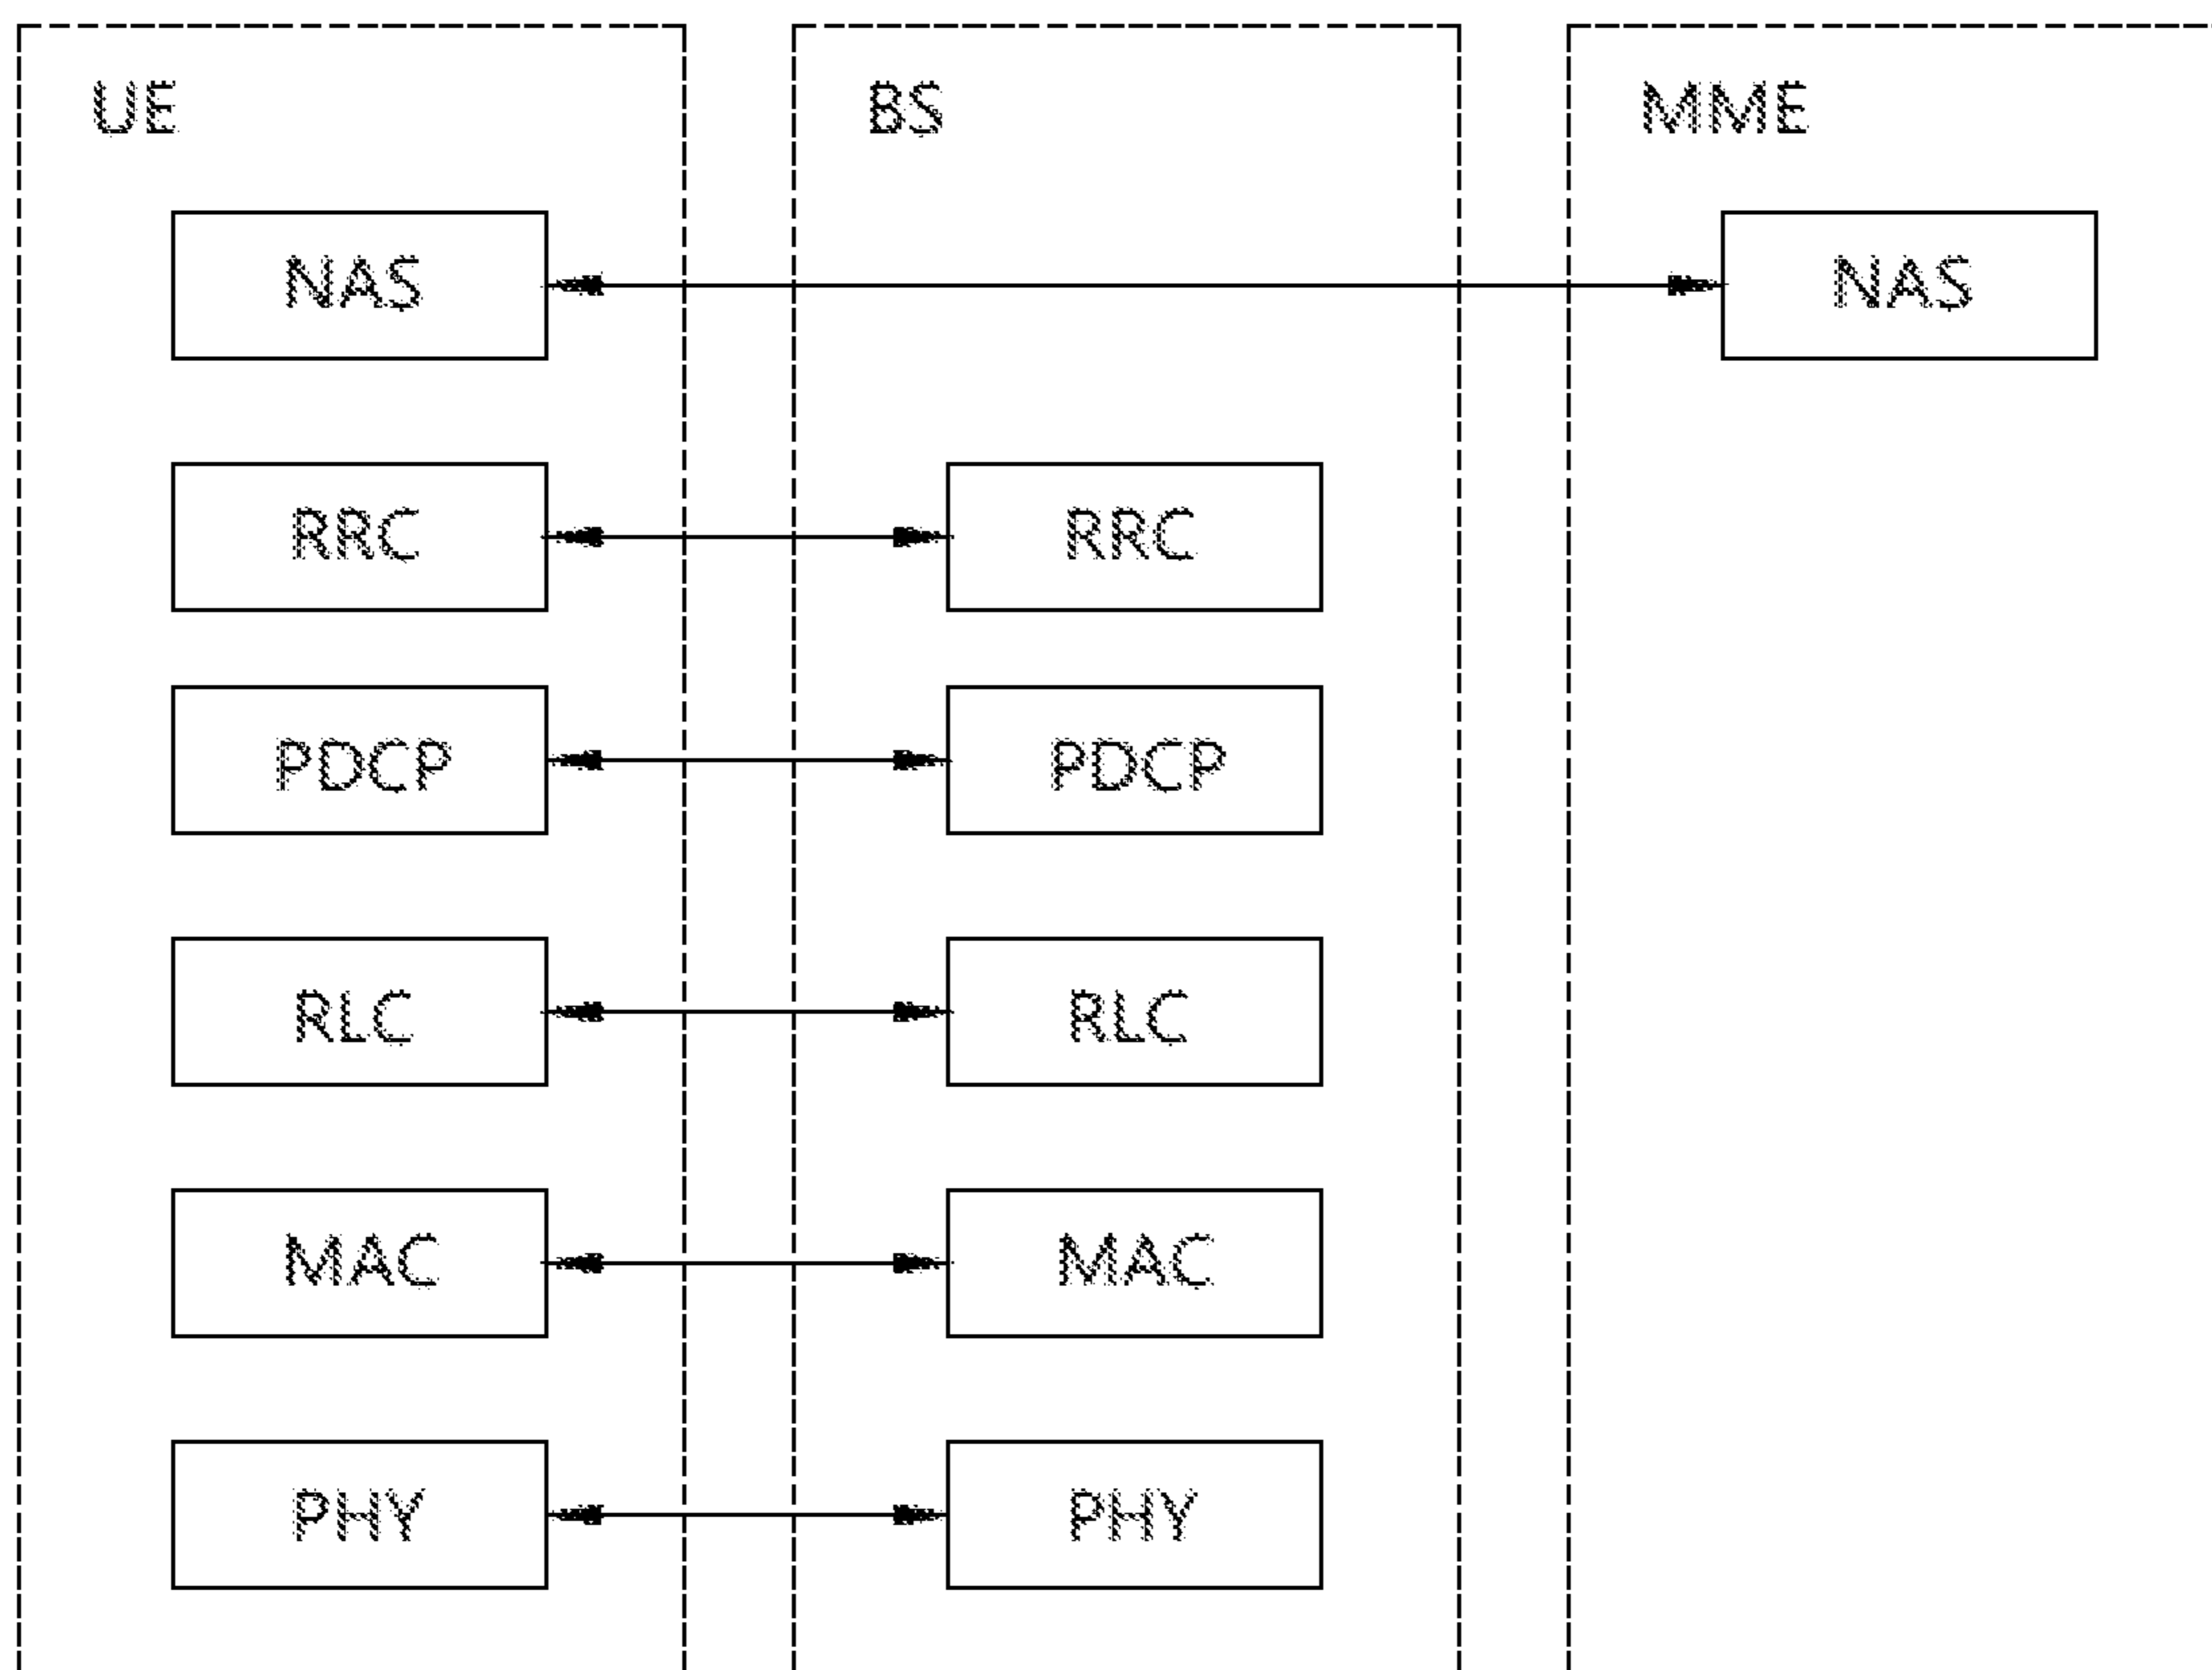 UE BS MME
NAS NAS
RRC RRC
PDCP PDCP
RLC RLC
MAC MAC
PHY PHY